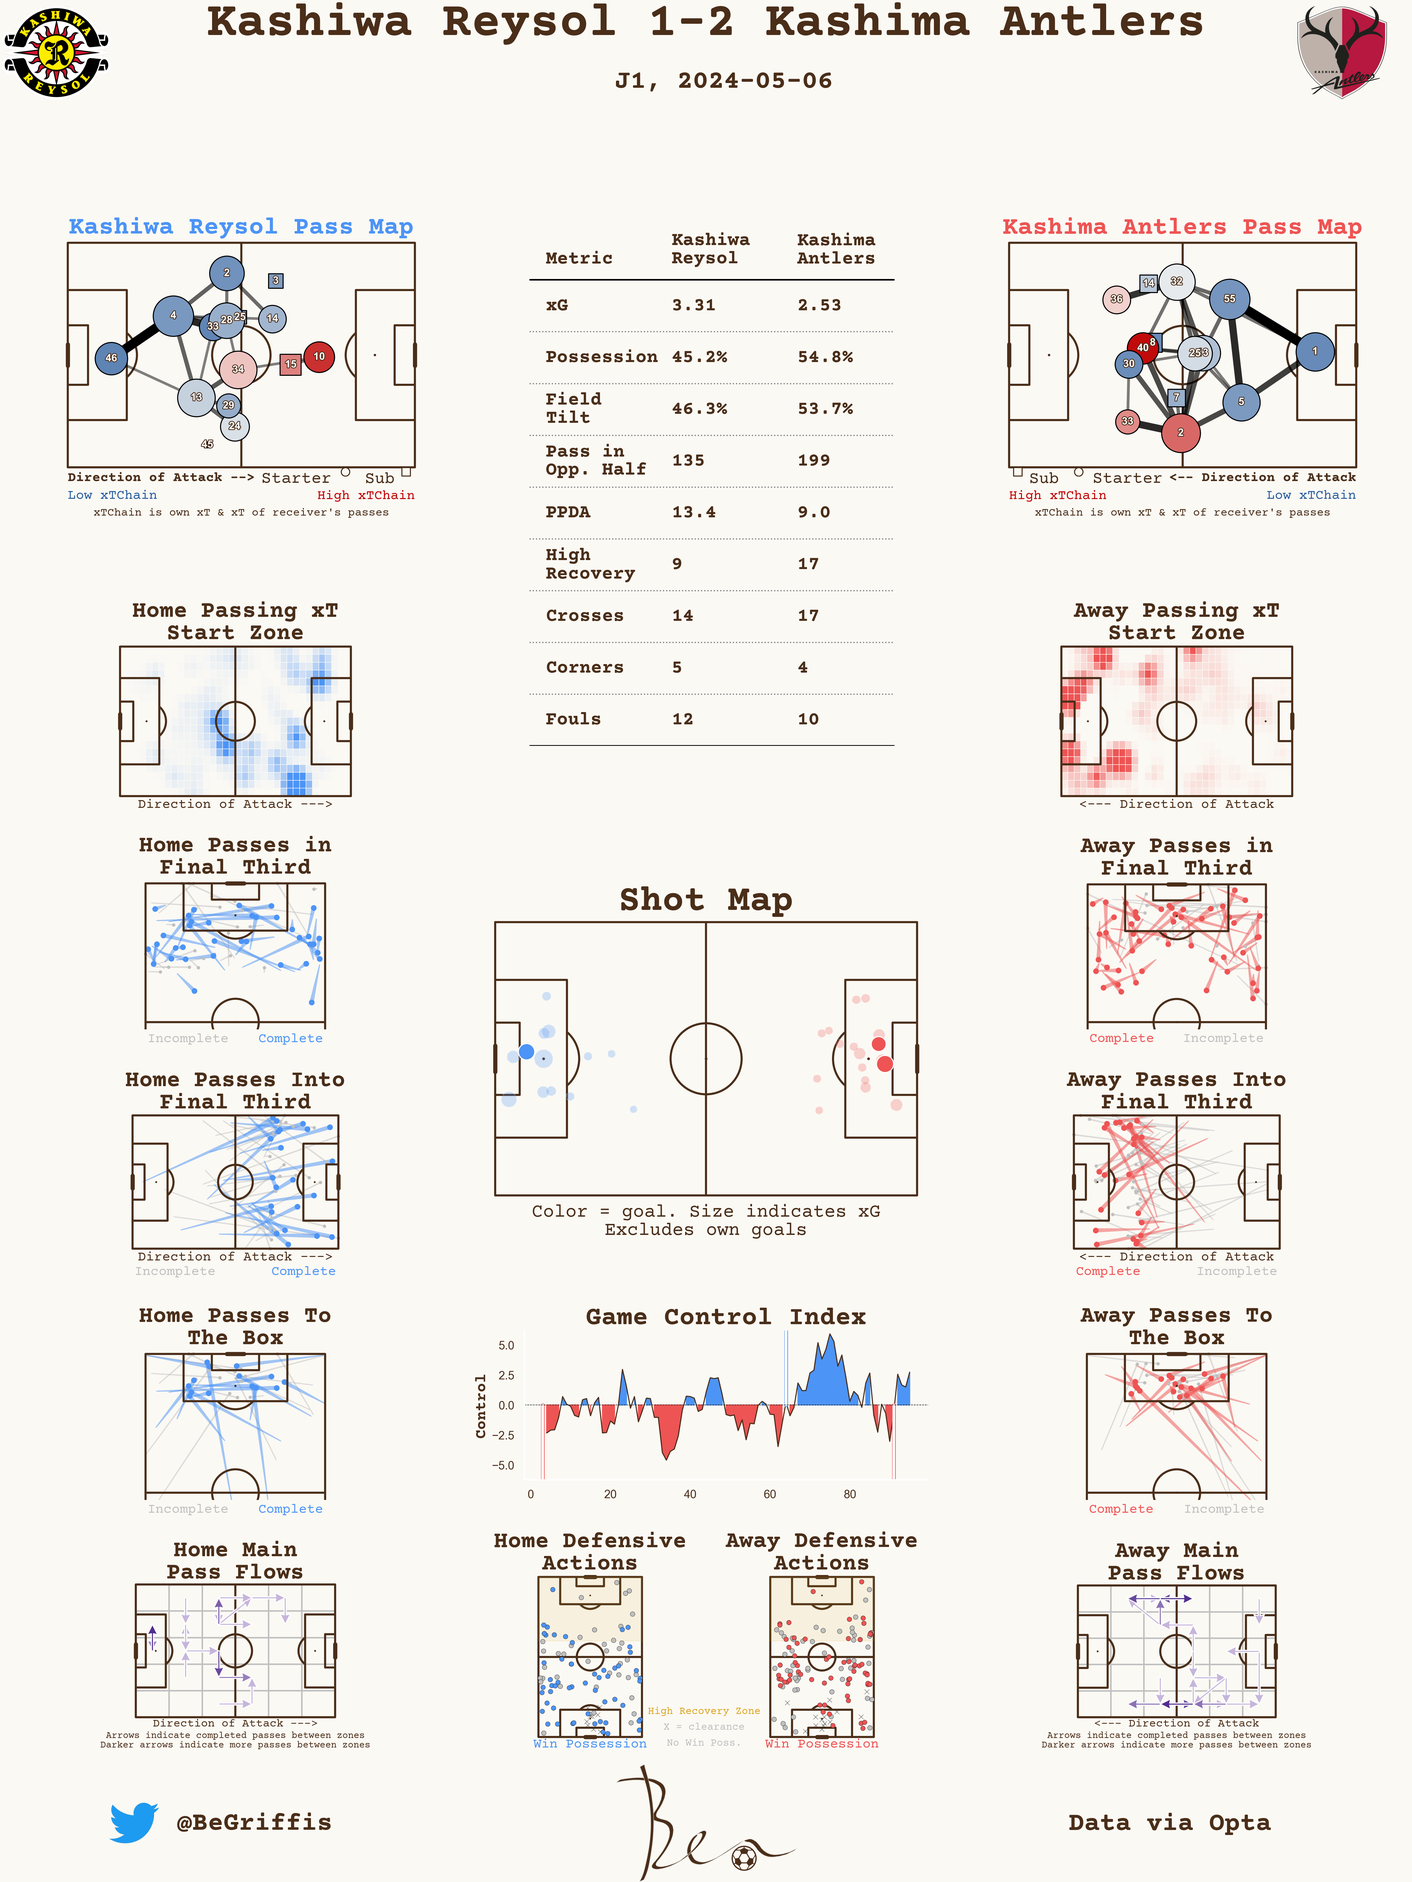 Kashiwa Reysol 1-2 Kashima Antlers
J1, 2024-05-06
KASHIWA
R
REYSOL
KASHIMA
Antlers
Kashiwa Reysol Pass Map
2
3
4
33
28
25
14
46
34
15
10
13
29
24
45
Direction of Attack --> Starter Sub
Low xTChain High xTChain
xTChain is own xT & xT of receiver's passes
Metric Kashiwa Reysol Kashima Antlers
xG 3.31 2.53
Possession 45.2% 54.8%
Field Tilt 46.3% 53.7%
Pass in Opp. Half 135 199
PPDA 13.4 9.0
High Recovery 9 17
Crosses 14 17
Corners 5 4
Fouls 12 10
Kashima Antlers Pass Map
14
32
36
55
40
8
30
25
3
1
7
5
33
2
Sub Starter <-- Direction of Attack
High xTChain Low xTChain
xTChain is own xT & xT of receiver's passes
Home Passing xT
Start Zone
Direction of Attack --->
Away Passing xT
Start Zone
<--- Direction of Attack
Home Passes in
Final Third
Incomplete Complete
Away Passes in
Final Third
Complete Incomplete
Shot Map
Color = goal. Size indicates xG
Excludes own goals
Home Passes Into
Final Third
Direction of Attack --->
Incomplete Complete
Away Passes Into
Final Third
<--- Direction of Attack
Complete Incomplete
Home Passes To
The Box
Incomplete Complete
Game Control Index
Control
5.0
2.5
0.0
−2.5
−5.0
0 20 40 60 80
Away Passes To
The Box
Complete Incomplete
Home Main
Pass Flows
Direction of Attack --->
Arrows indicate completed passes between zones
Darker arrows indicate more passes between zones
Home Defensive
Actions
Win Possession
Away Defensive
Actions
Win Possession
High Recovery Zone
X = clearance
No Win Poss.
Away Main
Pass Flows
<--- Direction of Attack
Arrows indicate completed passes between zones
Darker arrows indicate more passes between zones
@BeGriffis
Ben
Data via Opta